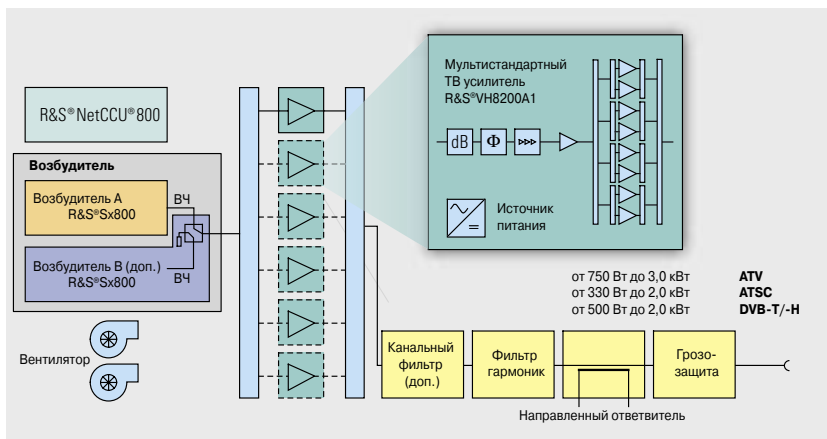 R&S® NetCCU® 800
Возбудитель
Возбудитель A
R&S®Sx800
ВЧ
Возбудитель B (доп.)
R&S®Sx800
ВЧ
Вентилятор
Мультистандартный
ТВ усилитель
R&S®VH8200A1
dB
Φ
Источник
питания
от 750 Вт до 3,0 кВт ATV
от 330 Вт до 2,0 кВт ATSC
от 500 Вт до 2,0 кВт DVB-T/-H
Канальный
фильтр
(доп.)
Фильтр
гармоник
Грозо-
защита
Направленный ответвитель